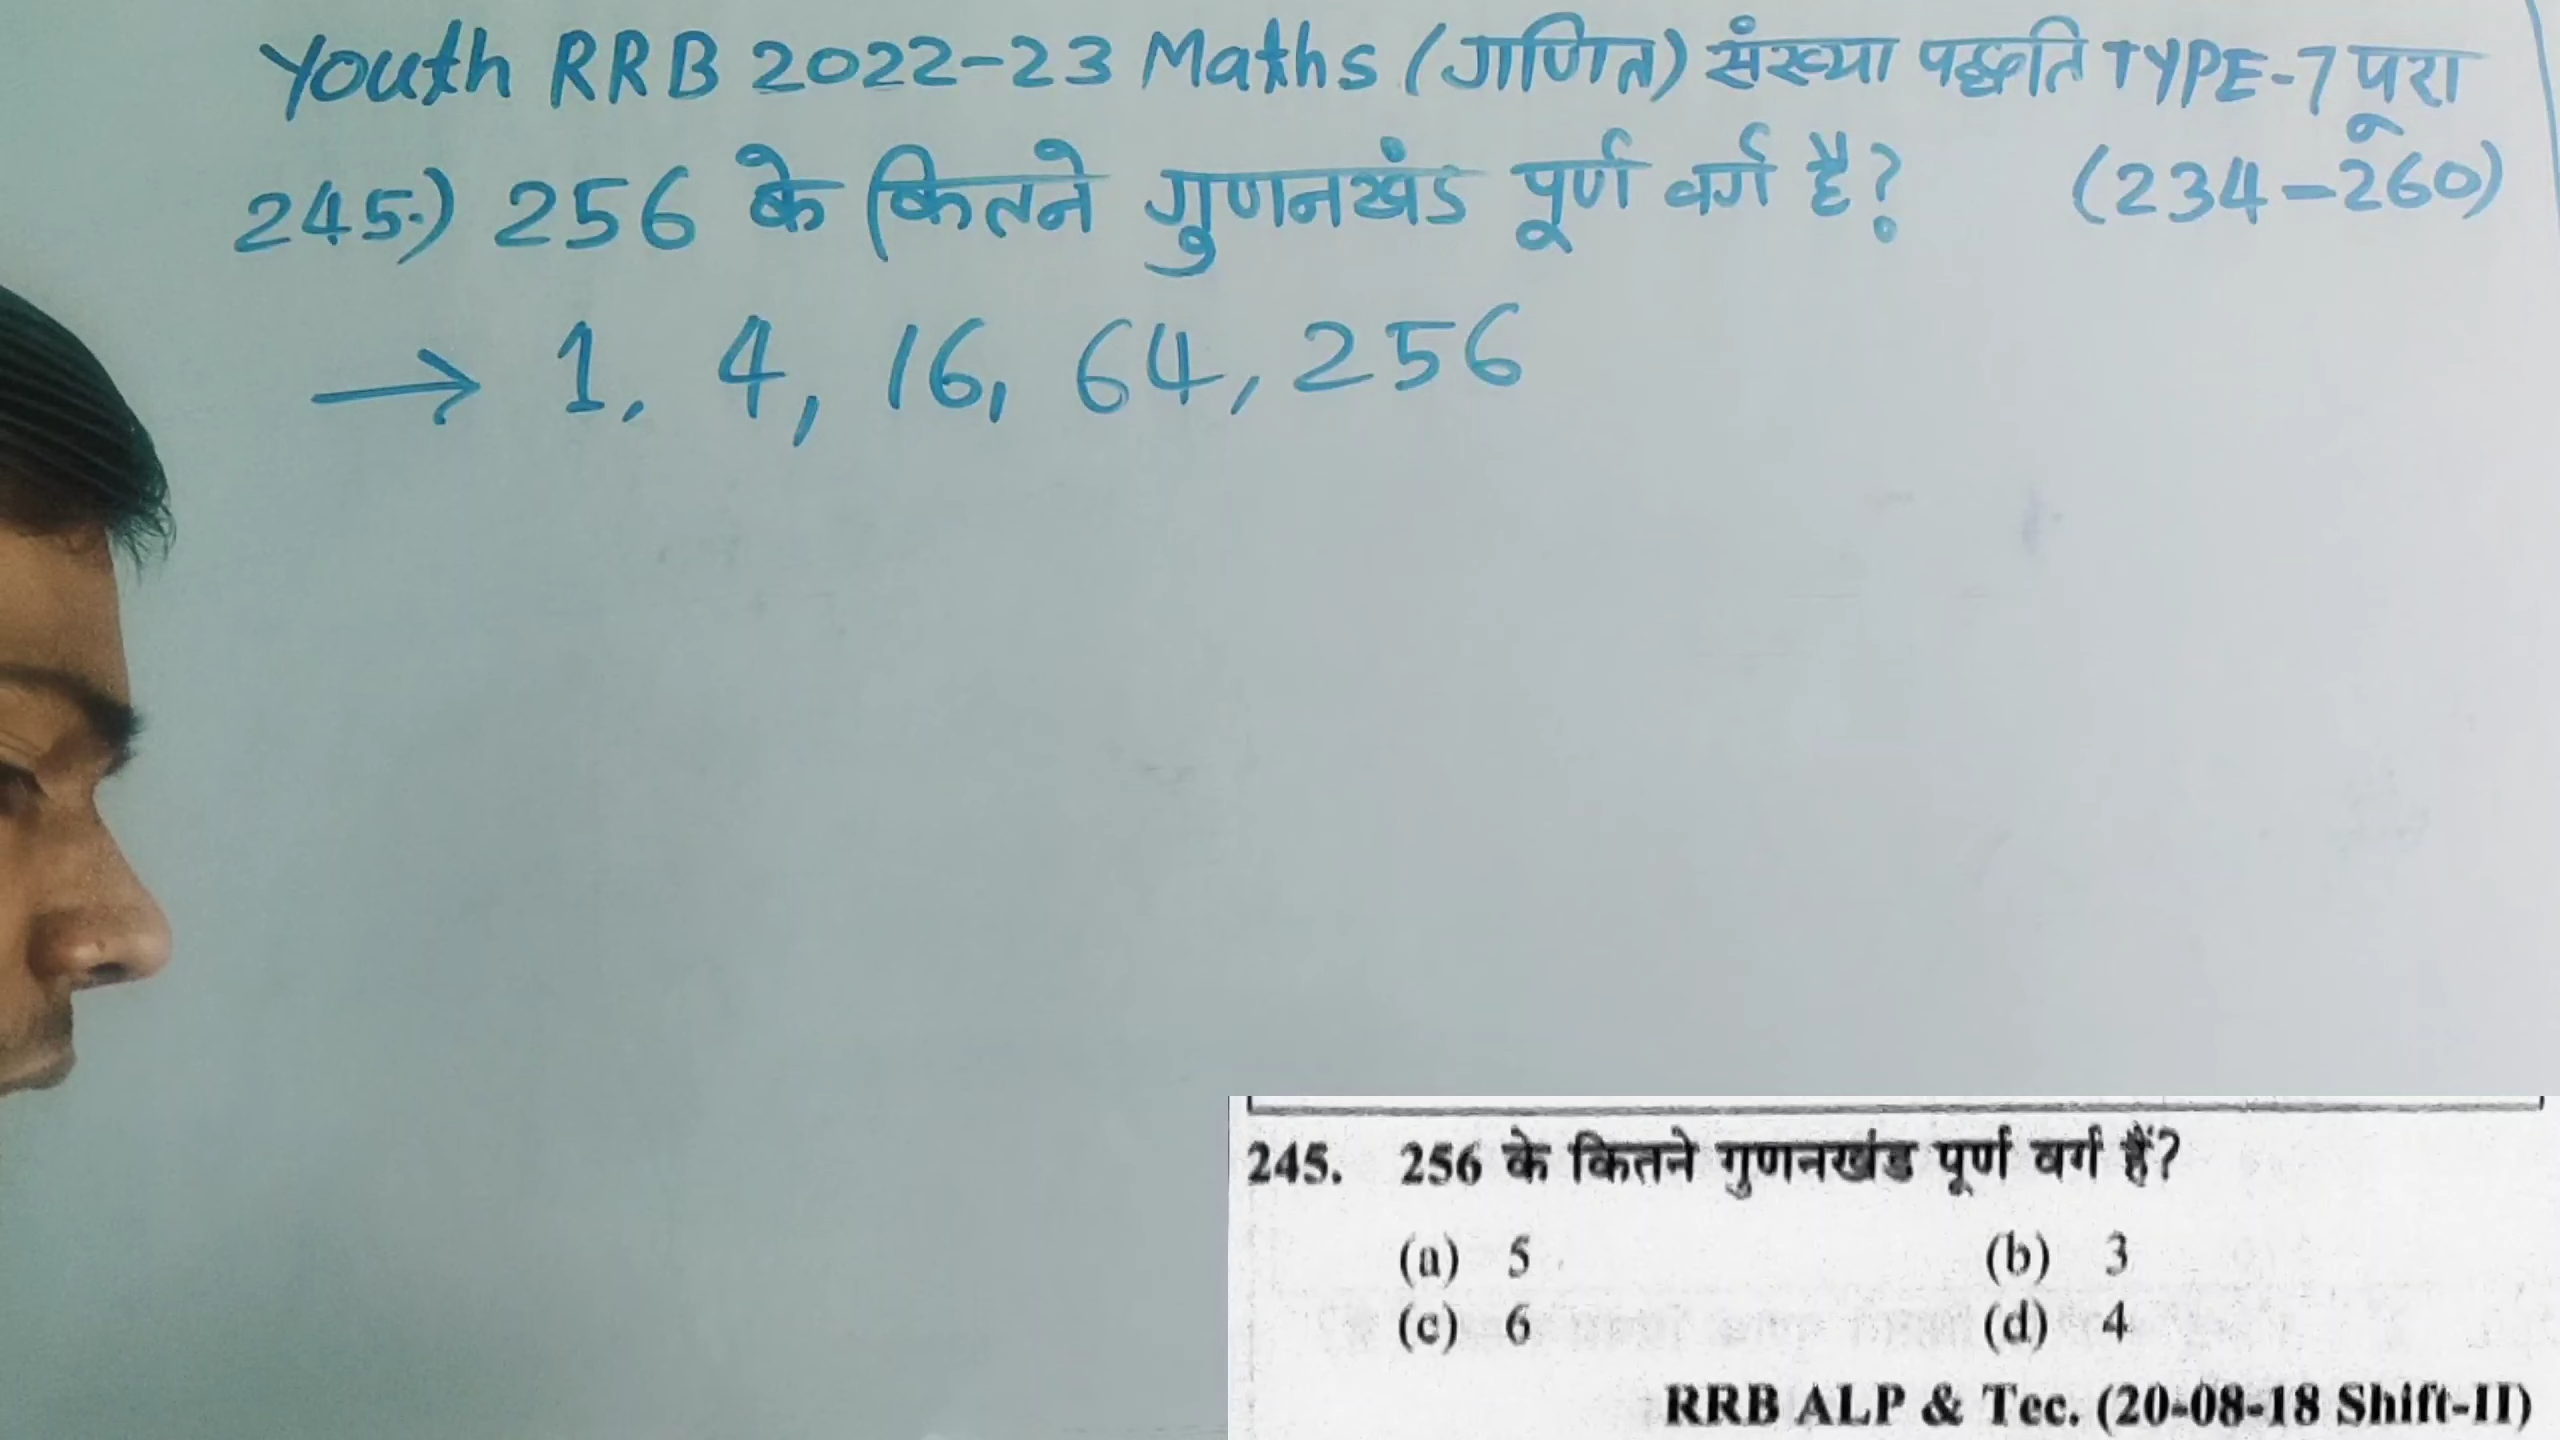 Youth RRB 2022-23 Maths (गणित) संख्या पद्धति TYPE-7 पूरा
245.) 256 के कितने गुणनखंड पूर्ण वर्ग है? (234-260)
→ 1, 4, 16, 64, 256
245. 256 के कितने गुणनखंड पूर्ण वर्ग हैं?
(a) 5 (b) 3
(c) 6 (d) 4
RRB ALP & Tec. (20-08-18 Shift-II)